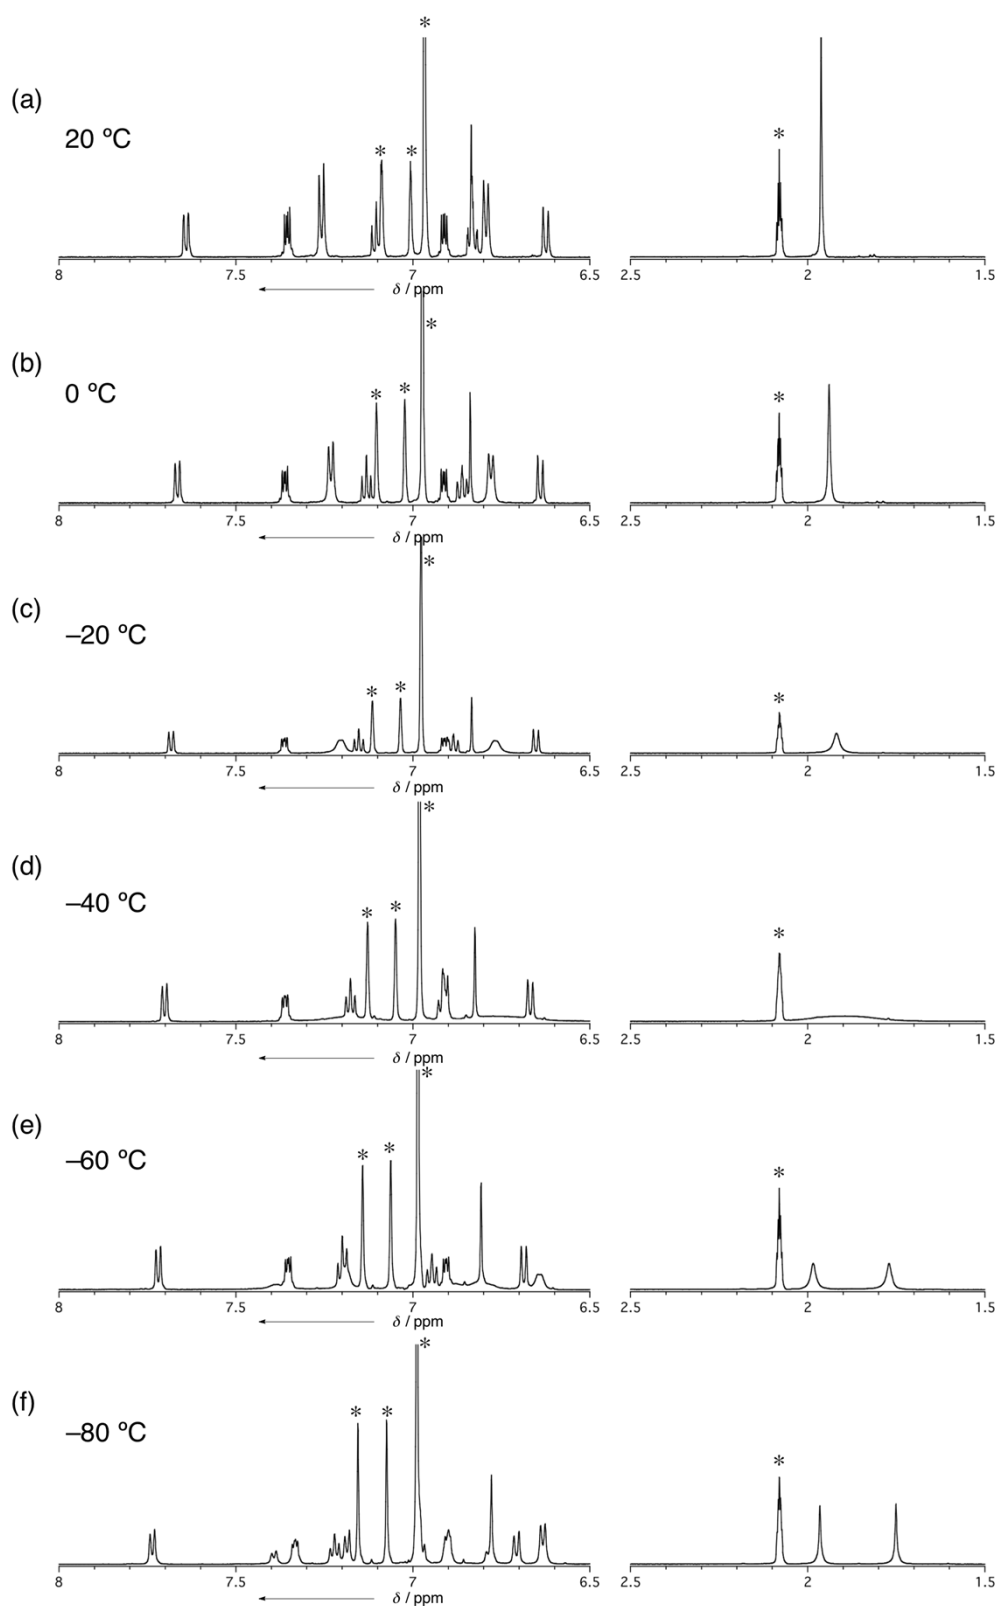 *
(a)
20 ºC
* *
*
8 7.5 7 6.5 2.5 2 1.5
δ / ppm
*
(b)
0 ºC
* *
*
8 7.5 7 6.5 2.5 2 1.5
δ / ppm
*
(c)
–20 ºC
* *
*
8 7.5 7 6.5 2.5 2 1.5
δ / ppm
*
(d)
–40 ºC
* *
*
8 7.5 7 6.5 2.5 2 1.5
δ / ppm
*
(e)
–60 ºC
* *
*
8 7.5 7 6.5 2.5 2 1.5
δ / ppm
*
(f)
–80 ºC
* *
*
8 7.5 7 6.5 2.5 2 1.5
δ / ppm